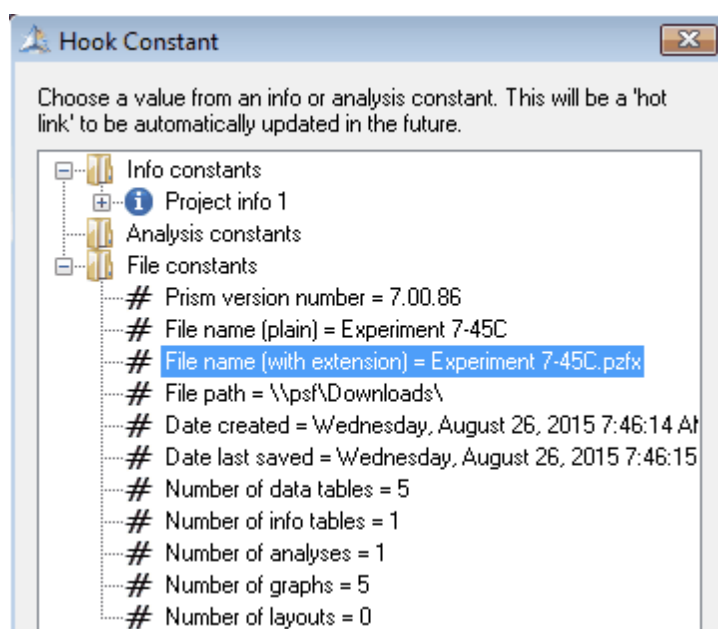 Hook Constant
Choose a value from an info or analysis constant. This will be a 'hot
link' to be automatically updated in the future.
Info constants
Project info 1
Analysis constants
File constants
# Prism version number = 7.00.86
# File name (plain) = Experiment 7-45C
# File name (with extension) = Experiment 7-45C.pzfx
# File path = \\psf\Downloads\
# Date created = Wednesday, August 26, 2015 7:46:14 AM
# Date last saved = Wednesday, August 26, 2015 7:46:15
# Number of data tables = 5
# Number of info tables = 1
# Number of analyses = 1
# Number of graphs = 5
# Number of layouts = 0